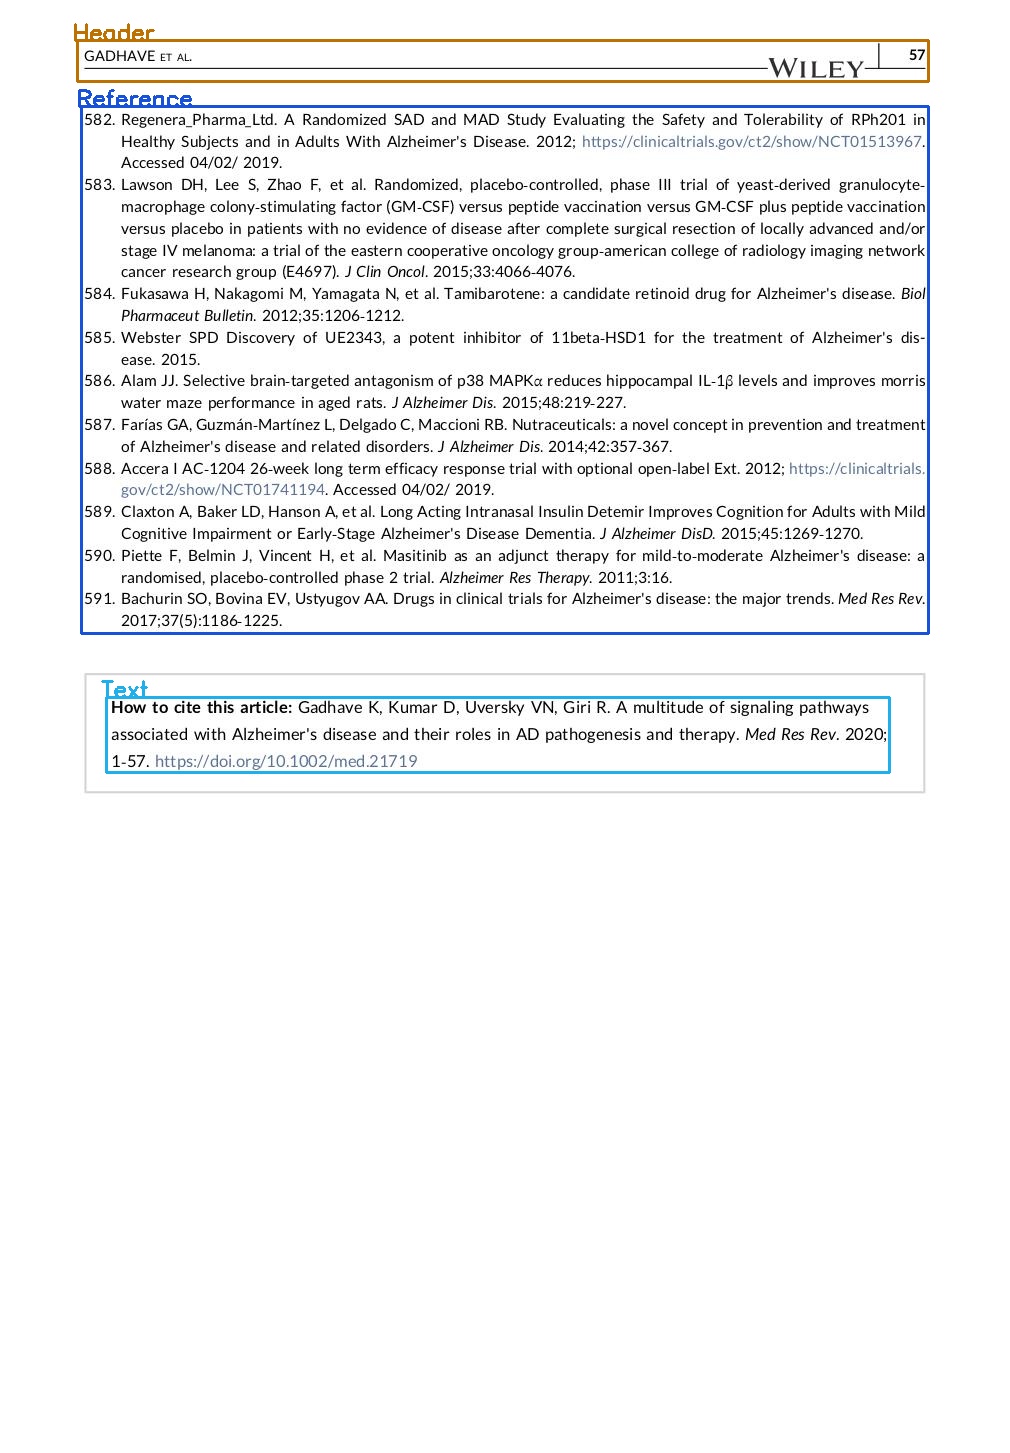 Header
GADHAVE ET AL.
WILEY
57
Reference
582. Regenera_Pharma_Ltd. A Randomized SAD and MAD Study Evaluating the Safety and Tolerability of RPh201 in
Healthy Subjects and in Adults With Alzheimer's Disease. 2012; https://clinicaltrials.gov/ct2/show/NCT01513967.
Accessed 04/02/ 2019.
583. Lawson DH, Lee S, Zhao F, et al. Randomized, placebo-controlled, phase III trial of yeast-derived granulocyte-
macrophage colony-stimulating factor (GM-CSF) versus peptide vaccination versus GM-CSF plus peptide vaccination
versus placebo in patients with no evidence of disease after complete surgical resection of locally advanced and/or
stage IV melanoma: a trial of the eastern cooperative oncology group-american college of radiology imaging network
cancer research group (E4697). J Clin Oncol. 2015;33:4066-4076.
584. Fukasawa H, Nakagomi M, Yamagata N, et al. Tamibarotene: a candidate retinoid drug for Alzheimer's disease. Biol
Pharmaceut Bulletin. 2012;35:1206-1212.
585. Webster SPD Discovery of UE2343, a potent inhibitor of 11beta-HSD1 for the treatment of Alzheimer's dis-
ease. 2015.
586. Alam JJ. Selective brain-targeted antagonism of p38 MAPKα reduces hippocampal IL-1β levels and improves morris
water maze performance in aged rats. J Alzheimer Dis. 2015;48:219-227.
587. Farías GA, Guzmán-Martínez L, Delgado C, Maccioni RB. Nutraceuticals: a novel concept in prevention and treatment
of Alzheimer's disease and related disorders. J Alzheimer Dis. 2014;42:357-367.
588. Accera I AC-1204 26-week long term efficacy response trial with optional open-label Ext. 2012; https://clinicaltrials.
gov/ct2/show/NCT01741194. Accessed 04/02/ 2019.
589. Claxton A, Baker LD, Hanson A, et al. Long Acting Intranasal Insulin Detemir Improves Cognition for Adults with Mild
Cognitive Impairment or Early-Stage Alzheimer's Disease Dementia. J Alzheimer DisD. 2015;45:1269-1270.
590. Piette F, Belmin J, Vincent H, et al. Masitinib as an adjunct therapy for mild-to-moderate Alzheimer's disease: a
randomised, placebo-controlled phase 2 trial. Alzheimer Res Therapy. 2011;3:16.
591. Bachurin SO, Bovina EV, Ustyugov AA. Drugs in clinical trials for Alzheimer's disease: the major trends. Med Res Rev.
2017;37(5):1186-1225.
Text
How to cite this article: Gadhave K, Kumar D, Uversky VN, Giri R. A multitude of signaling pathways
associated with Alzheimer's disease and their roles in AD pathogenesis and therapy. Med Res Rev. 2020;
1-57. https://doi.org/10.1002/med.21719